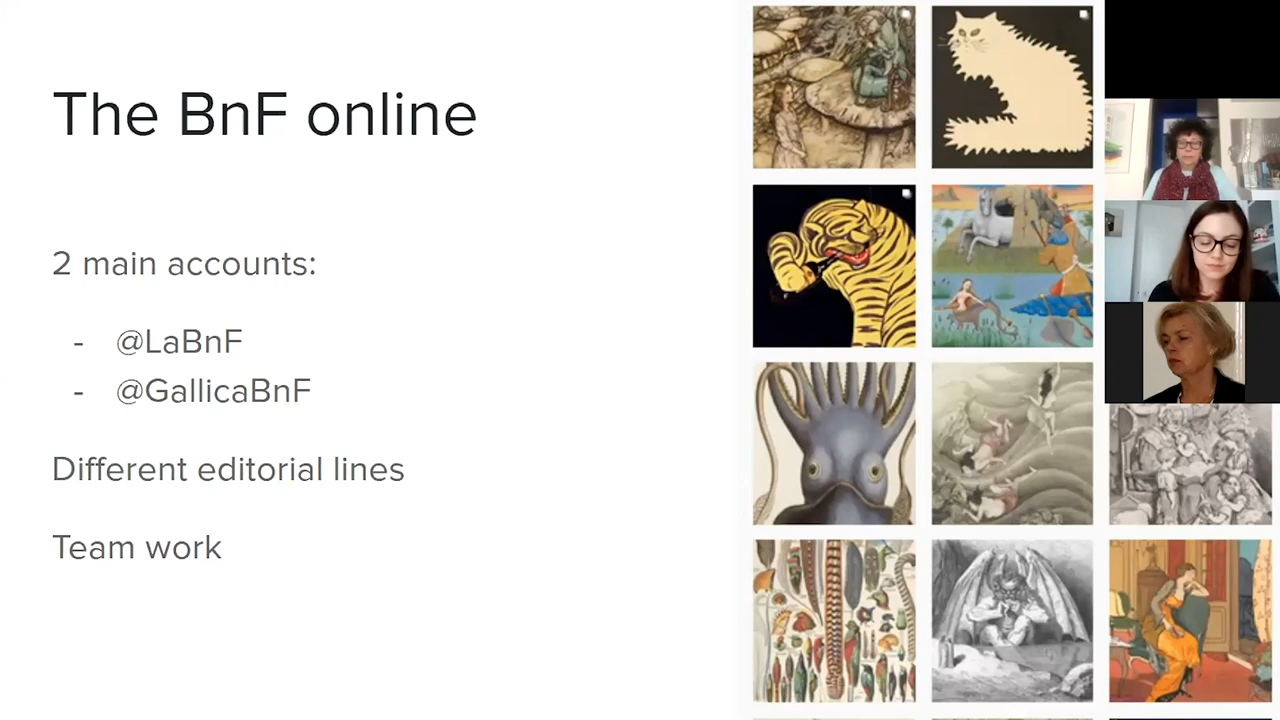 The BnF online
2 main accounts:
- @LaBnF
- @GallicaBnF
Different editorial lines
Team work